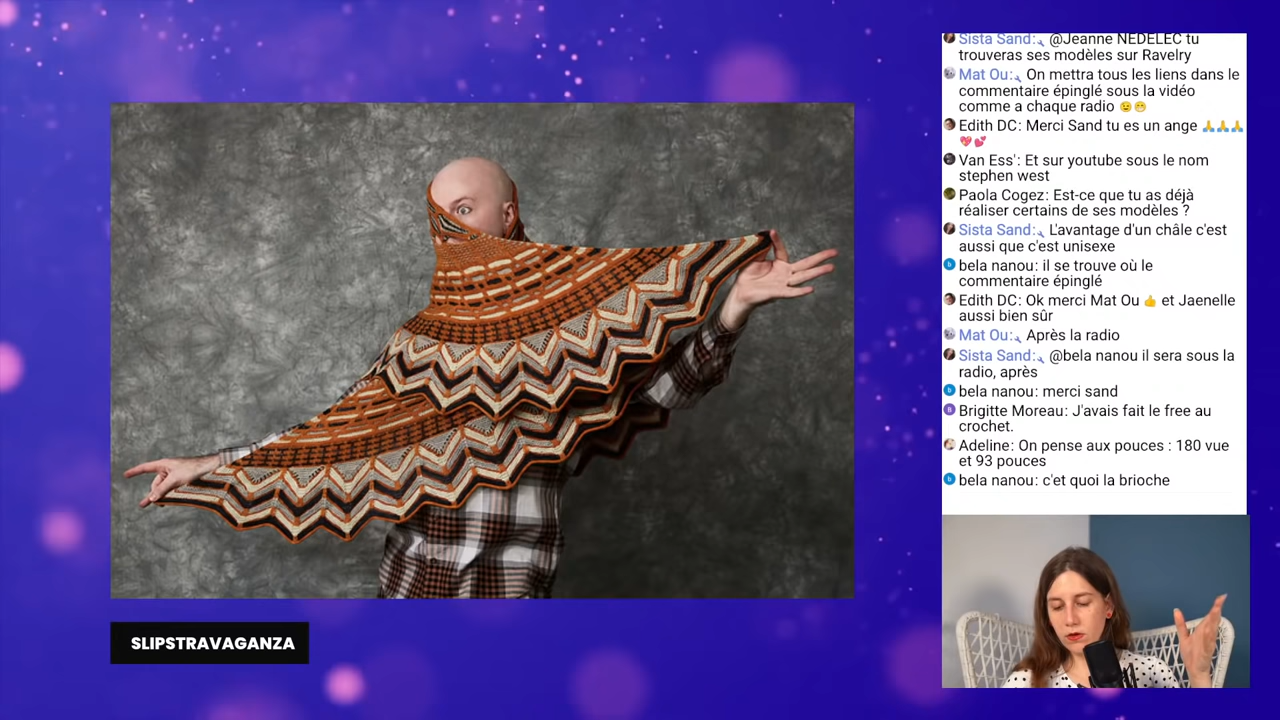 Sista Sand: @Jeanne NEDELEC tu
trouveras ses modèles sur Ravelry
Mat Ou: On mettra tous les liens dans le
commentaire épinglé sous la vidéo
comme a chaque radio 😉😁
Edith DC: Merci Sand tu es un ange 🙏🙏🙏
💖💕
Van Ess': Et sur youtube sous le nom
stephen west
Paola Cogez: Est-ce que tu as déjà
réaliser certains de ses modèles ?
Sista Sand: L'avantage d'un châle c'est
aussi que c'est unisexe
b bela nanou: il se trouve où le
commentaire épinglé
Edith DC: Ok merci Mat Ou 👍 et Jaenelle
aussi bien sûr
Mat Ou: Après la radio
Sista Sand: @bela nanou il sera sous la
radio, après
b bela nanou: merci sand
B Brigitte Moreau: J'avais fait le free au
crochet.
Adeline: On pense aux pouces : 180 vue
et 93 pouces
b bela nanou: c'et quoi la brioche
SLIPSTRAVAGANZA